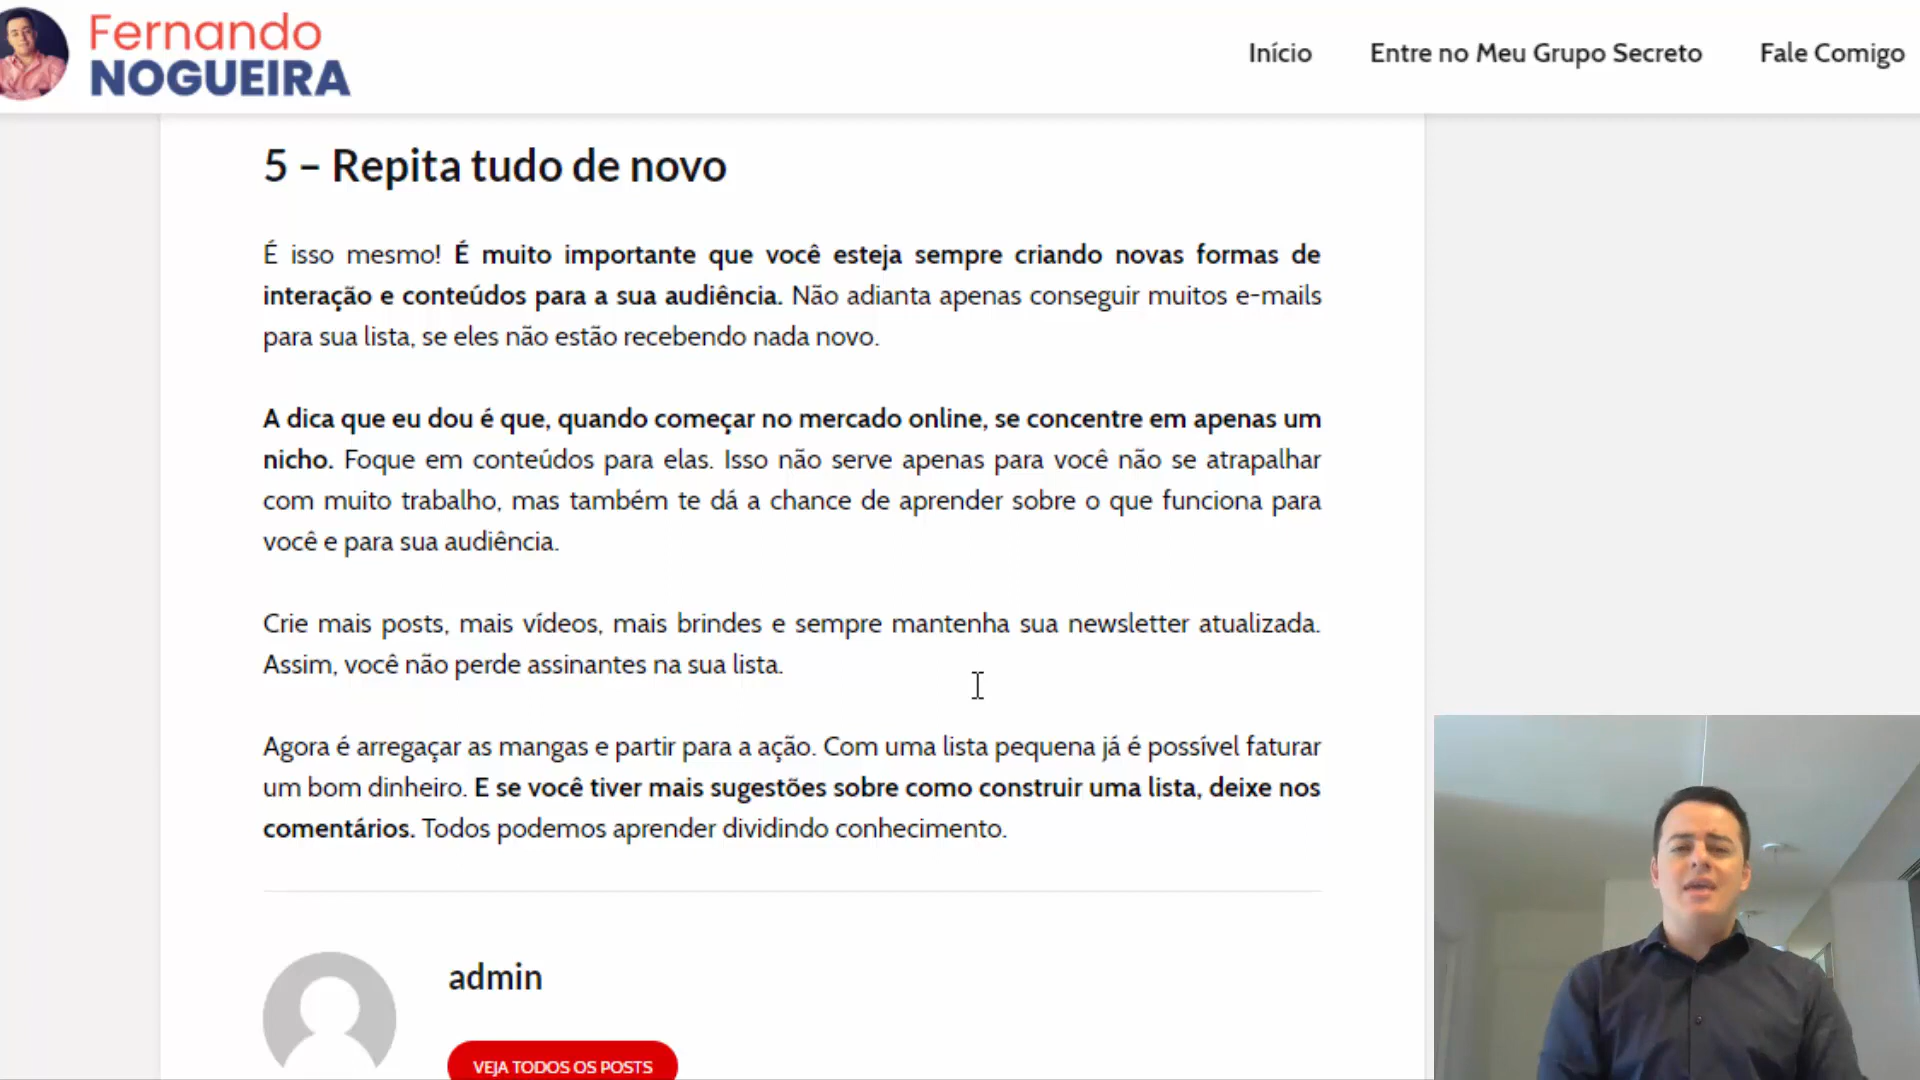 Fernando
NOGUEIRA
Início
Entre no Meu Grupo Secreto
Fale Comigo
5 – Repita tudo de novo
É isso mesmo! É muito importante que você esteja sempre criando novas formas de
interação e conteúdos para a sua audiência. Não adianta apenas conseguir muitos e-mails
para sua lista, se eles não estão recebendo nada novo.
A dica que eu dou é que, quando começar no mercado online, se concentre em apenas um
nicho. Foque em conteúdos para elas. Isso não serve apenas para você não se atrapalhar
com muito trabalho, mas também te dá a chance de aprender sobre o que funciona para
você e para sua audiência.
Crie mais posts, mais vídeos, mais brindes e sempre mantenha sua newsletter atualizada.
Assim, você não perde assinantes na sua lista.
Agora é arregaçar as mangas e partir para a ação. Com uma lista pequena já é possível faturar
um bom dinheiro. E se você tiver mais sugestões sobre como construir uma lista, deixe nos
comentários. Todos podemos aprender dividindo conhecimento.
admin
VEJA TODOS OS POSTS